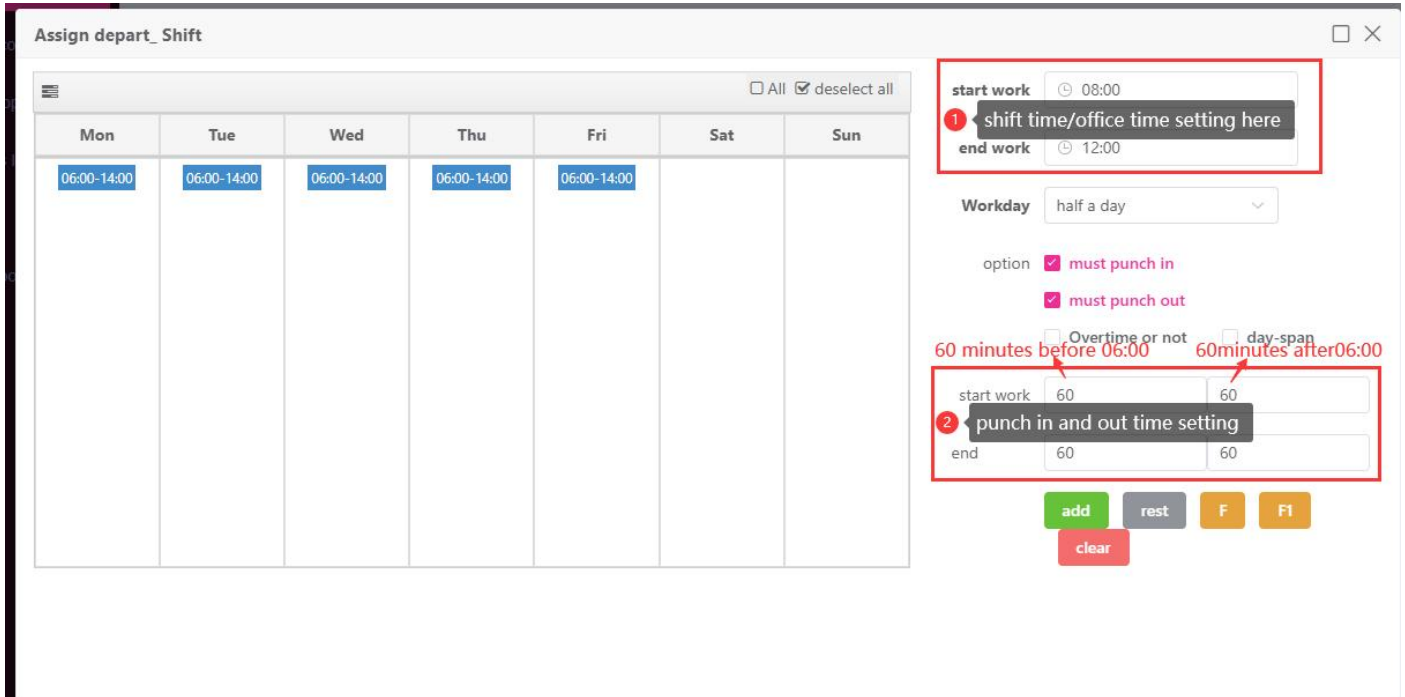 Assign depart_ Shift
All deselect all
Mon Tue Wed Thu Fri Sat Sun
06:00-14:00 06:00-14:00 06:00-14:00 06:00-14:00 06:00-14:00
start work 08:00
1 shift time/office time setting here
end work 12:00
Workday half a day
option must punch in
must punch out
Overtime or not day-span
60 minutes before 06:00 60minutes after06:00
start work 60 60
2 punch in and out time setting
end 60 60
add rest F F1
clear